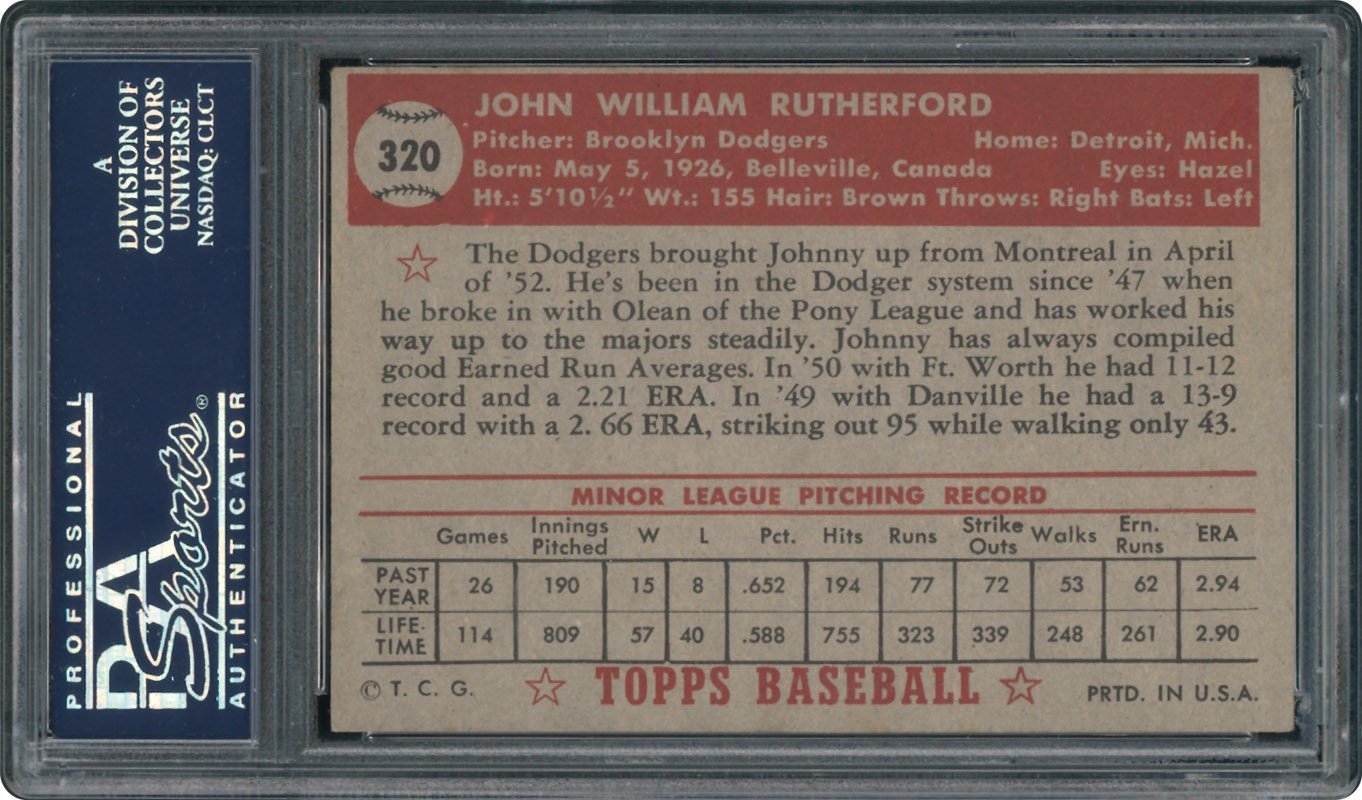 A
DIVISION OF
COLLECTORS
UNIVERSE
NASDAQ: CLCT
PROFESSIONAL
PSA
Sports®
AUTHENTICATOR
320
JOHN WILLIAM RUTHERFORD
Pitcher: Brooklyn Dodgers Home: Detroit, Mich.
Born: May 5, 1926, Belleville, Canada Eyes: Hazel
Ht.: 5'10½" Wt.: 155 Hair: Brown Throws: Right Bats: Left
The Dodgers brought Johnny up from Montreal in April
of '52. He's been in the Dodger system since '47 when
he broke in with Olean of the Pony League and has worked his
way up to the majors steadily. Johnny has always compiled
good Earned Run Averages. In '50 with Ft. Worth he had 11-12
record and a 2.21 ERA. In '49 with Danville he had a 13-9
record with a 2. 66 ERA, striking out 95 while walking only 43.
MINOR LEAGUE PITCHING RECORD
Games Innings Pitched W L Pct. Hits Runs Strike Outs Walks Ern. Runs ERA
PAST YEAR 26 190 15 8 .652 194 77 72 53 62 2.94
LIFE-TIME 114 809 57 40 .588 755 323 339 248 261 2.90
© T. C. G. TOPPS BASEBALL PRTD. IN U.S.A.